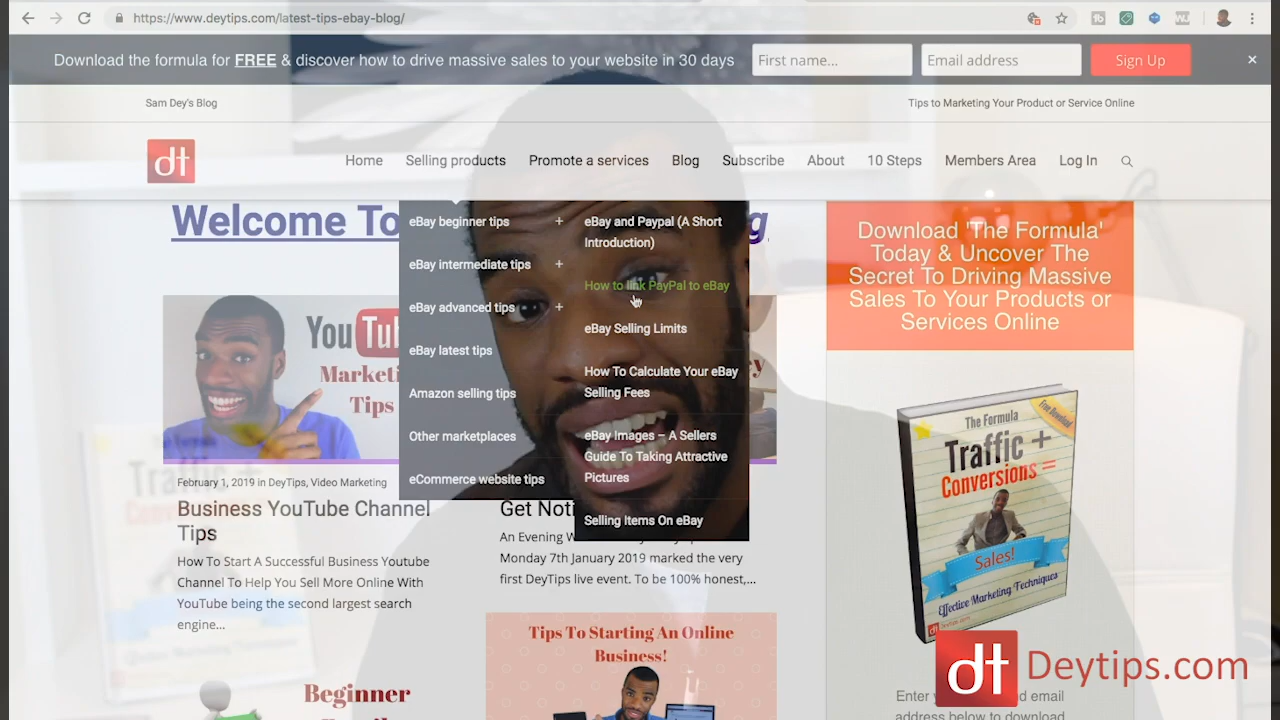 https://www.deytips.com/latest-tips-ebay-blog/
Download the formula for FREE & discover how to drive massive sales to your website in 30 days
First name...
Email address
Sign Up
×
Sam Dey's Blog
Tips to Marketing Your Product or Service Online
dt
Home
Selling products
Promote a services
Blog
Subscribe
About
10 Steps
Members Area
Log In
Welcome To
eBay beginner tips +
eBay intermediate tips +
eBay advanced tips +
eBay latest tips
Amazon selling tips
Other marketplaces
eCommerce website tips
eBay and Paypal (A Short
Introduction)
How to link PayPal to eBay
eBay Selling Limits
How To Calculate Your eBay
Selling Fees
eBay Images – A Sellers
Guide To Taking Attractive
Pictures
Selling Items On eBay
Download 'The Formula'
Today & Uncover The
Secret To Driving Massive
Sales To Your Products or
Services Online
Tips
February 1, 2019 in DeyTips, Video Marketing
Business YouTube Channel
Tips
How To Start A Successful Business Youtube
Channel To Help You Sell More Online With
YouTube being the second largest search
engine...
An Evening W
Monday 7th January 2019 marked the very
first DeyTips live event. To be 100% honest,...
Tips To Starting An Online
Business!
Beginner
The Formula
Free Download
Traffic +
Conversions =
Sales!
Effective Marketing Techniques
Traffic +
dt Deytips.com
Enter
d email
address below to download